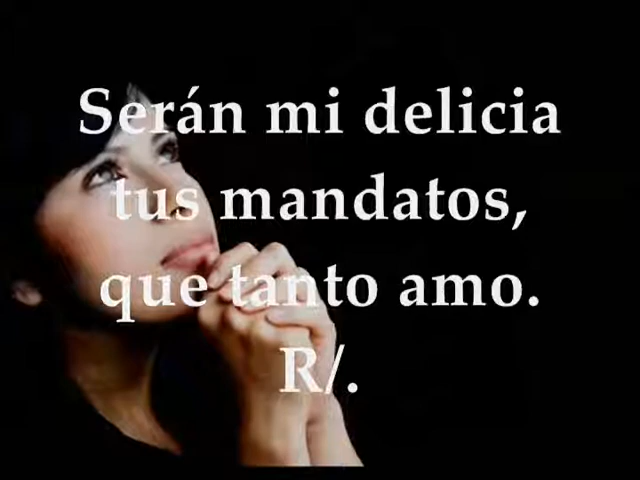 Serán mi delicia
tus mandatos,
que tanto amo.
R/.